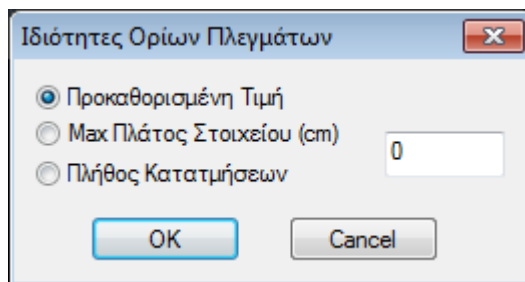 Ιδιότητες Ορίων Πλεγμάτων
Προκαθορισμένη Τιμή
Max Πλάτος Στοιχείου (cm)
0
Πλήθος Κατατμήσεων
OK
Cancel